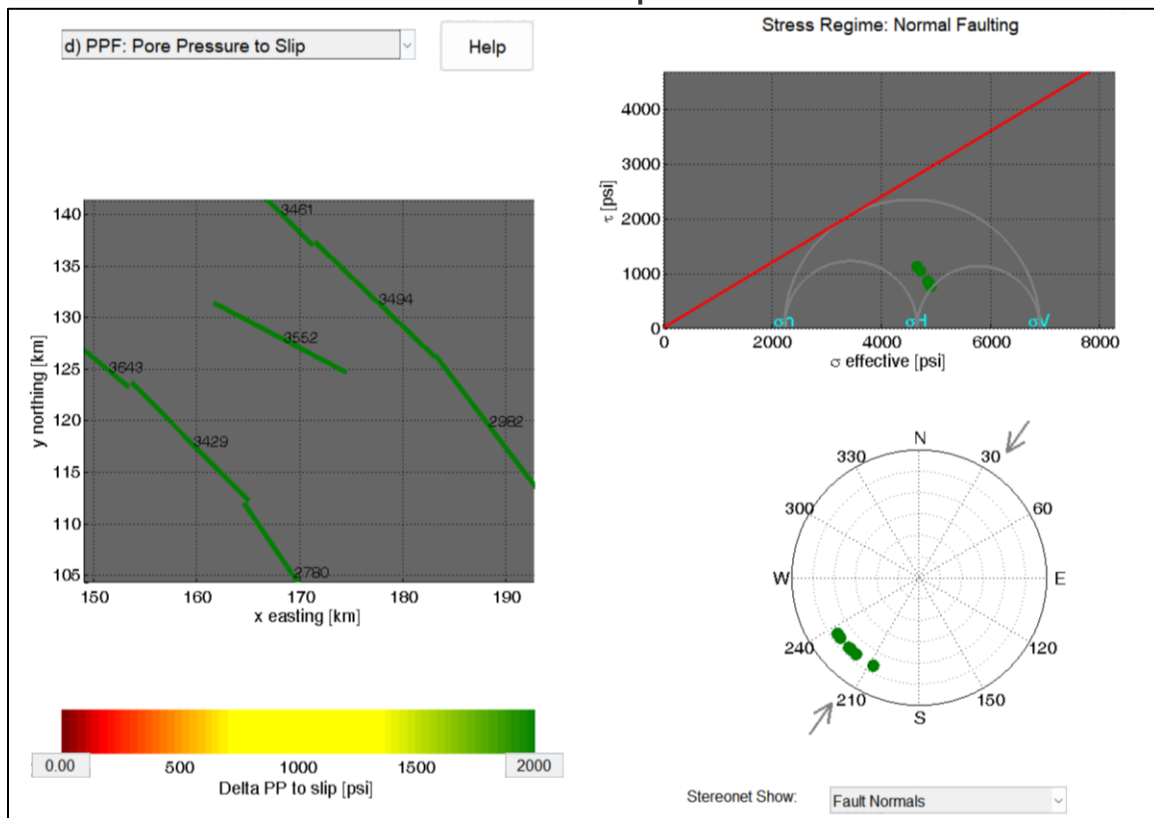 d) PPF: Pore Pressure to Slip
Help
140
135
130
125
120
115
110
105
y northing [km]
3461
3494
3552
3643
3429
2982
2780
150
160
170
180
190
x easting [km]
0.00
500
1000
1500
2000
Delta PP to slip [psi]
Stress Regime: Normal Faulting
4000
3000
2000
1000
0
τ [psi]
σh
σH
σV
0
2000
4000
6000
8000
σ effective [psi]
N
30
60
E
120
150
S
210
240
W
300
330
Stereonet Show:
Fault Normals